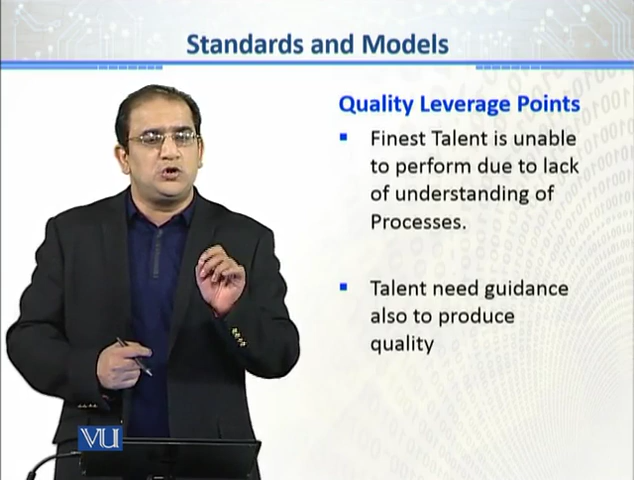 Standards and Models
Quality Leverage Points
Finest Talent is unable
to perform due to lack
of understanding of
Processes.
Talent need guidance
also to produce
quality
VU